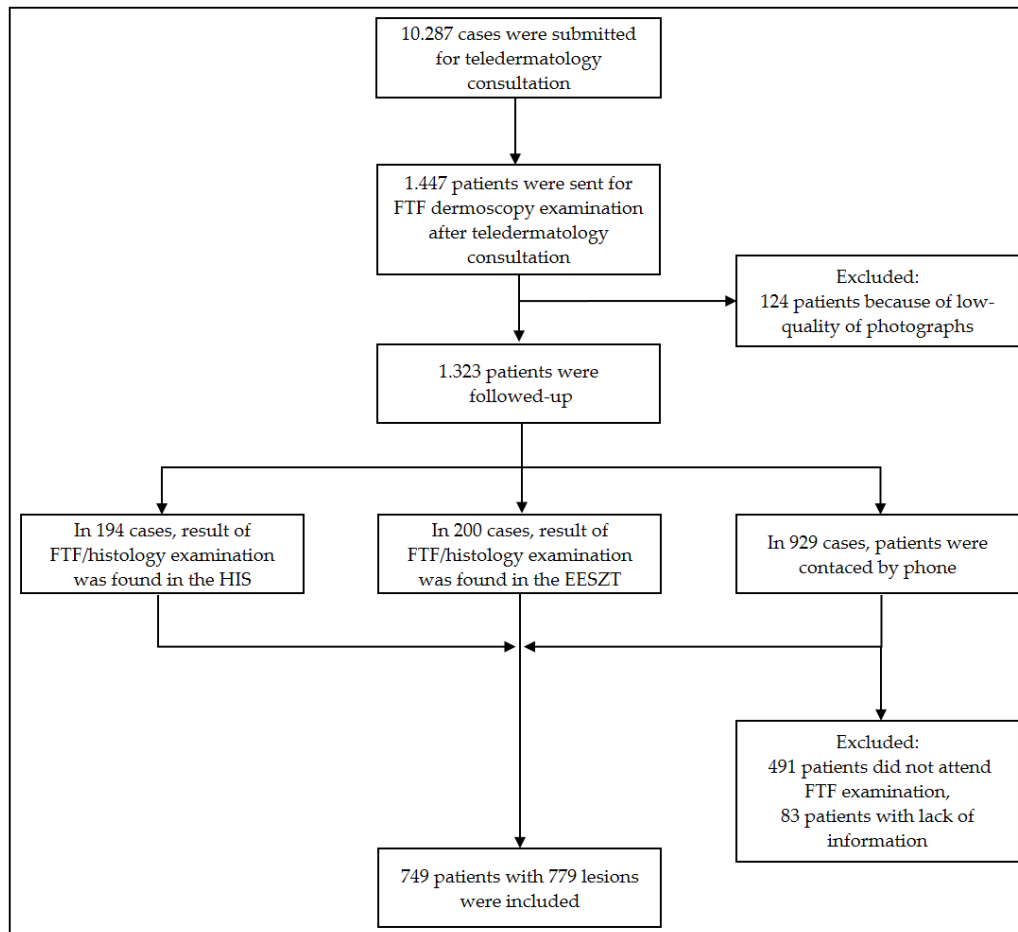 10.287 cases were submitted
for teledermatology
consultation
1.447 patients were sent for
FTF dermoscopy examination
after teledermatology
consultation
Excluded:
124 patients because of low-
quality of photographs
1.323 patients were
followed-up
In 194 cases, result of
FTF/histology examination
was found in the HIS
In 200 cases, result of
FTF/histology examination
was found in the EESZT
In 929 cases, patients were
contaced by phone
Excluded:
491 patients did not attend
FTF examination,
83 patients with lack of
information
749 patients with 779 lesions
were included